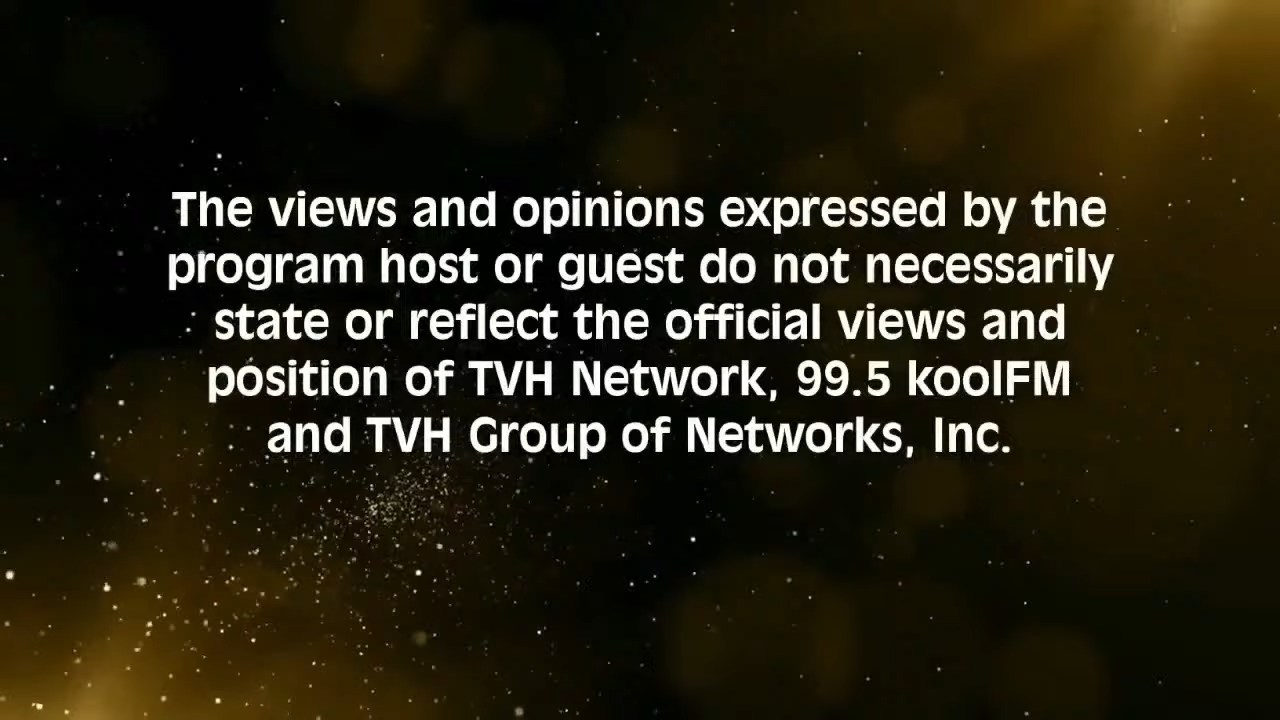 The views and opinions expressed by the
program host or guest do not necessarily
state or reflect the official views and
position of TVH Network, 99.5 koolFM
and TVH Group of Networks, Inc.